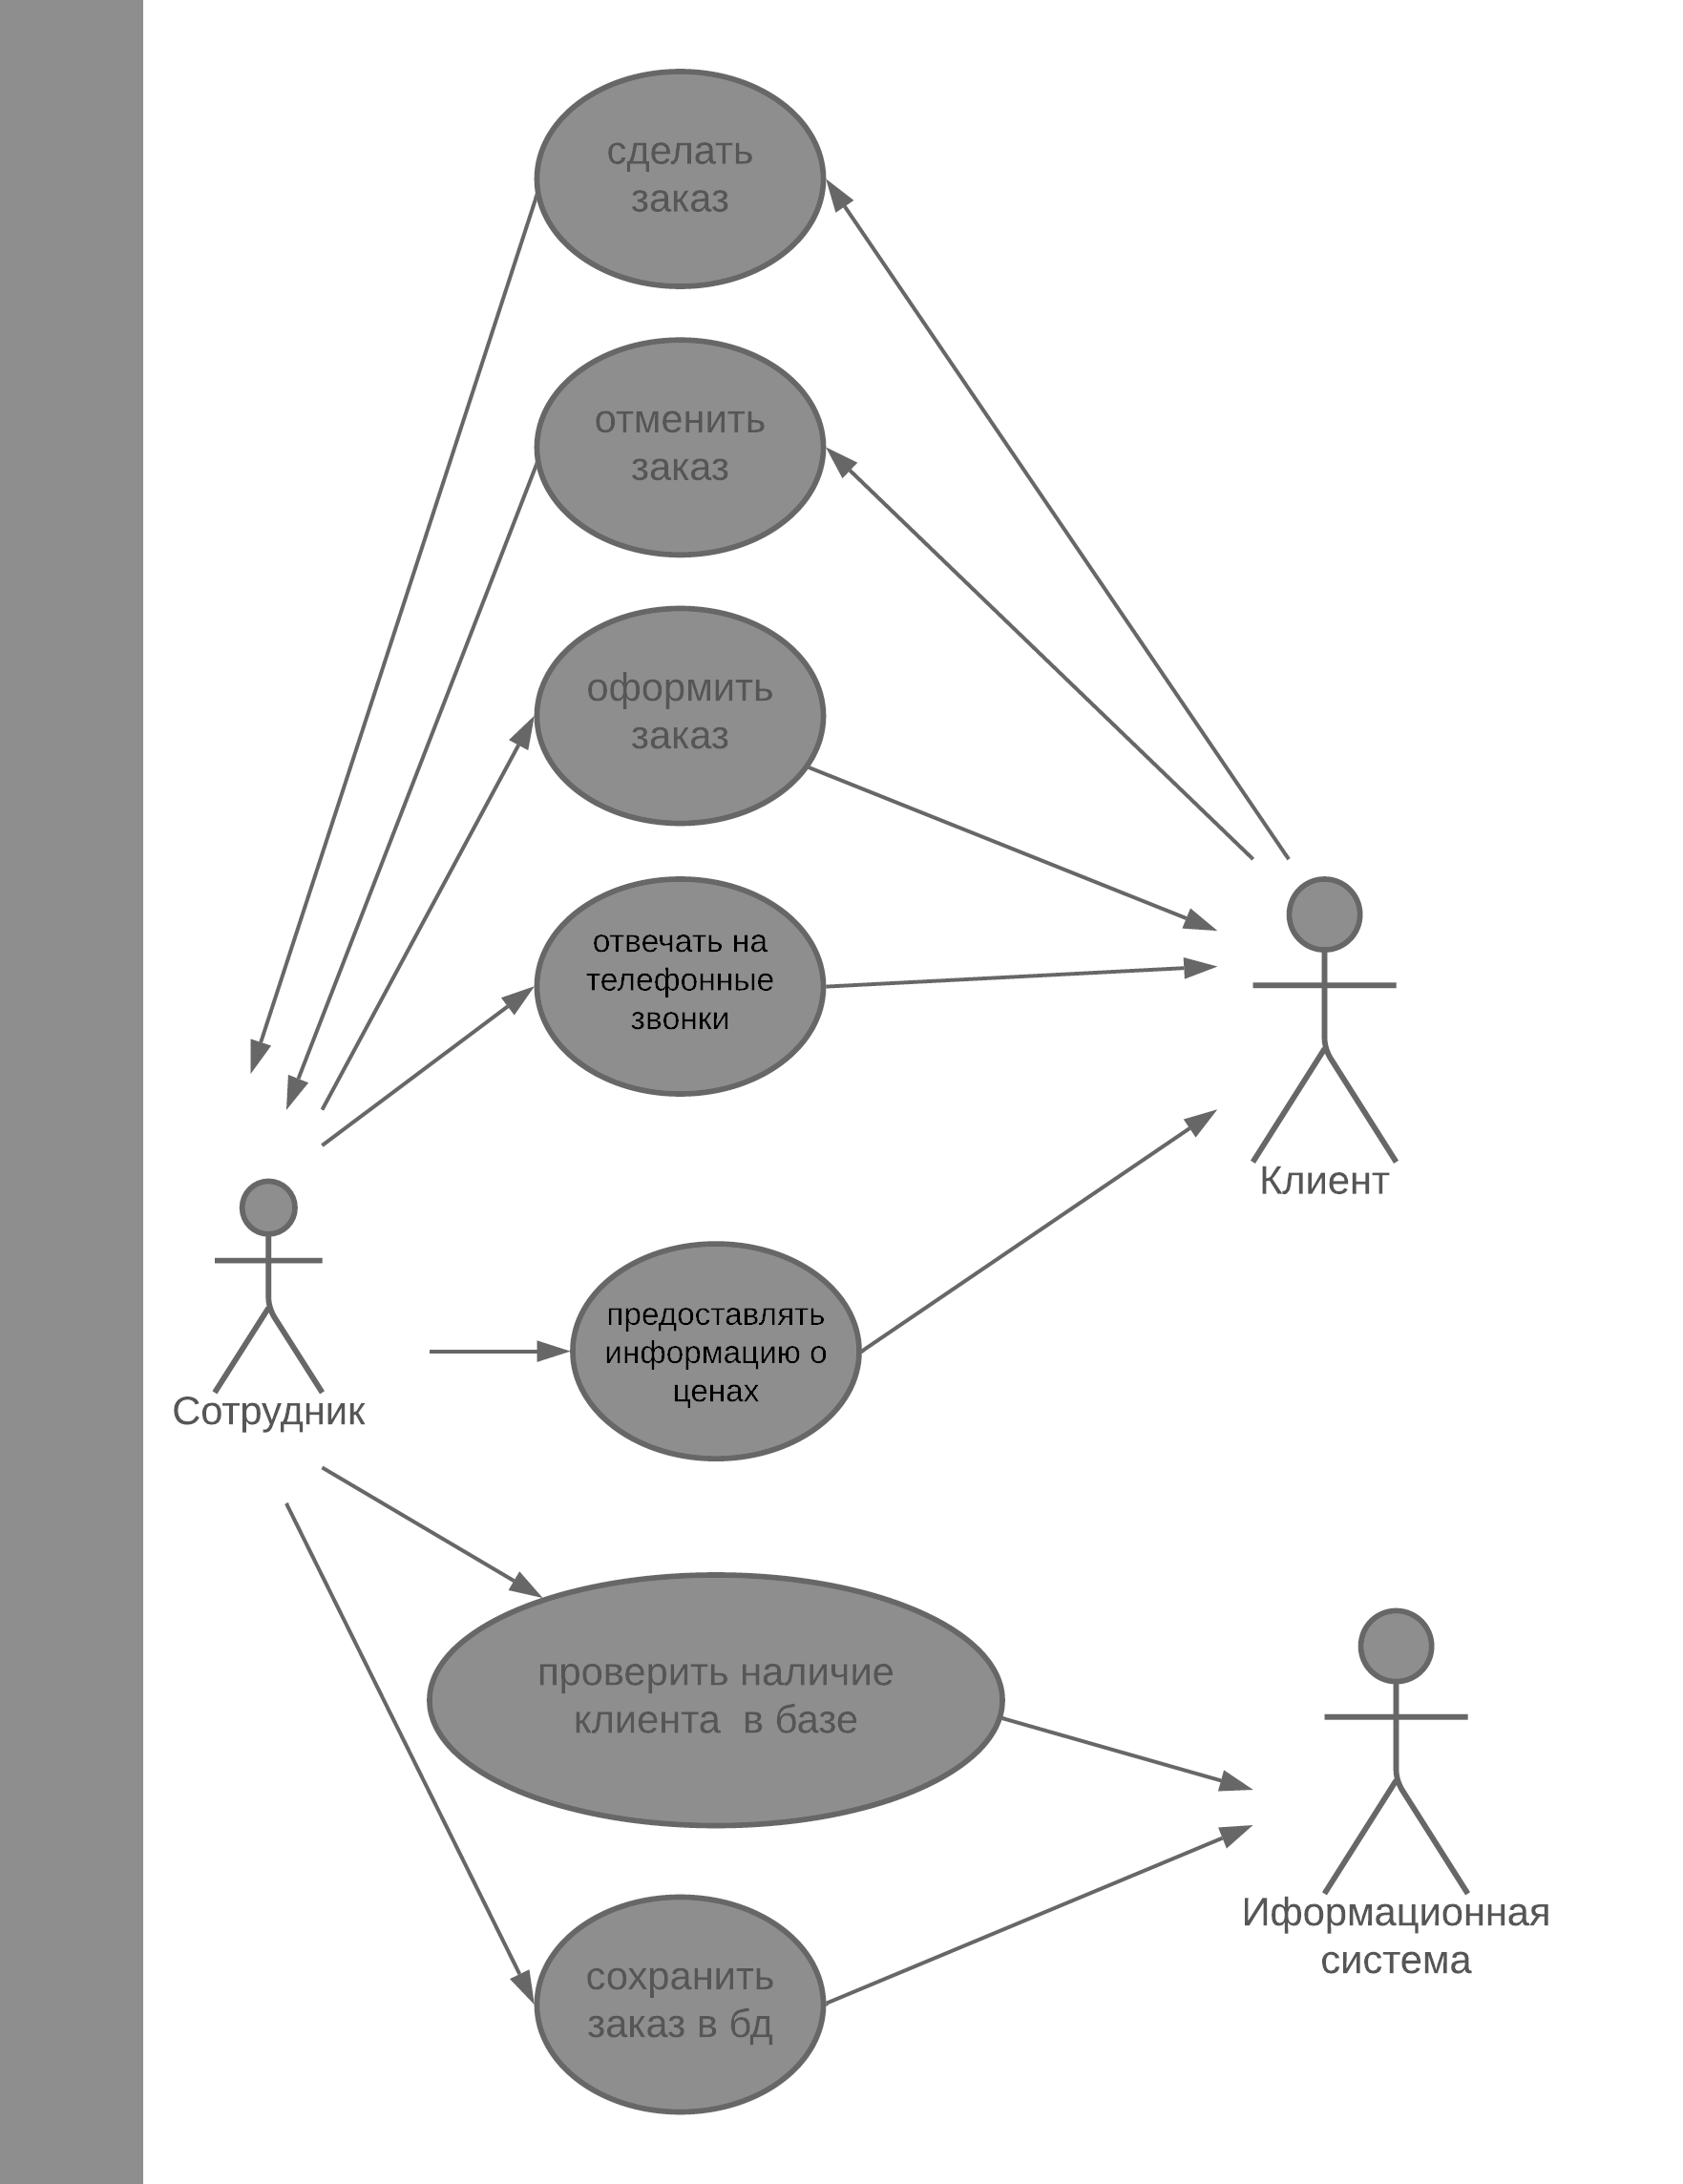 сделать
заказ
отменить
заказ
оформить
заказ
отвечать на
телефонные
звонки
Клиент
предоставлять
информацию о
ценах
Сотрудник
проверить наличие
клиента в базе
Иформационная
система
сохранить
заказ в бд